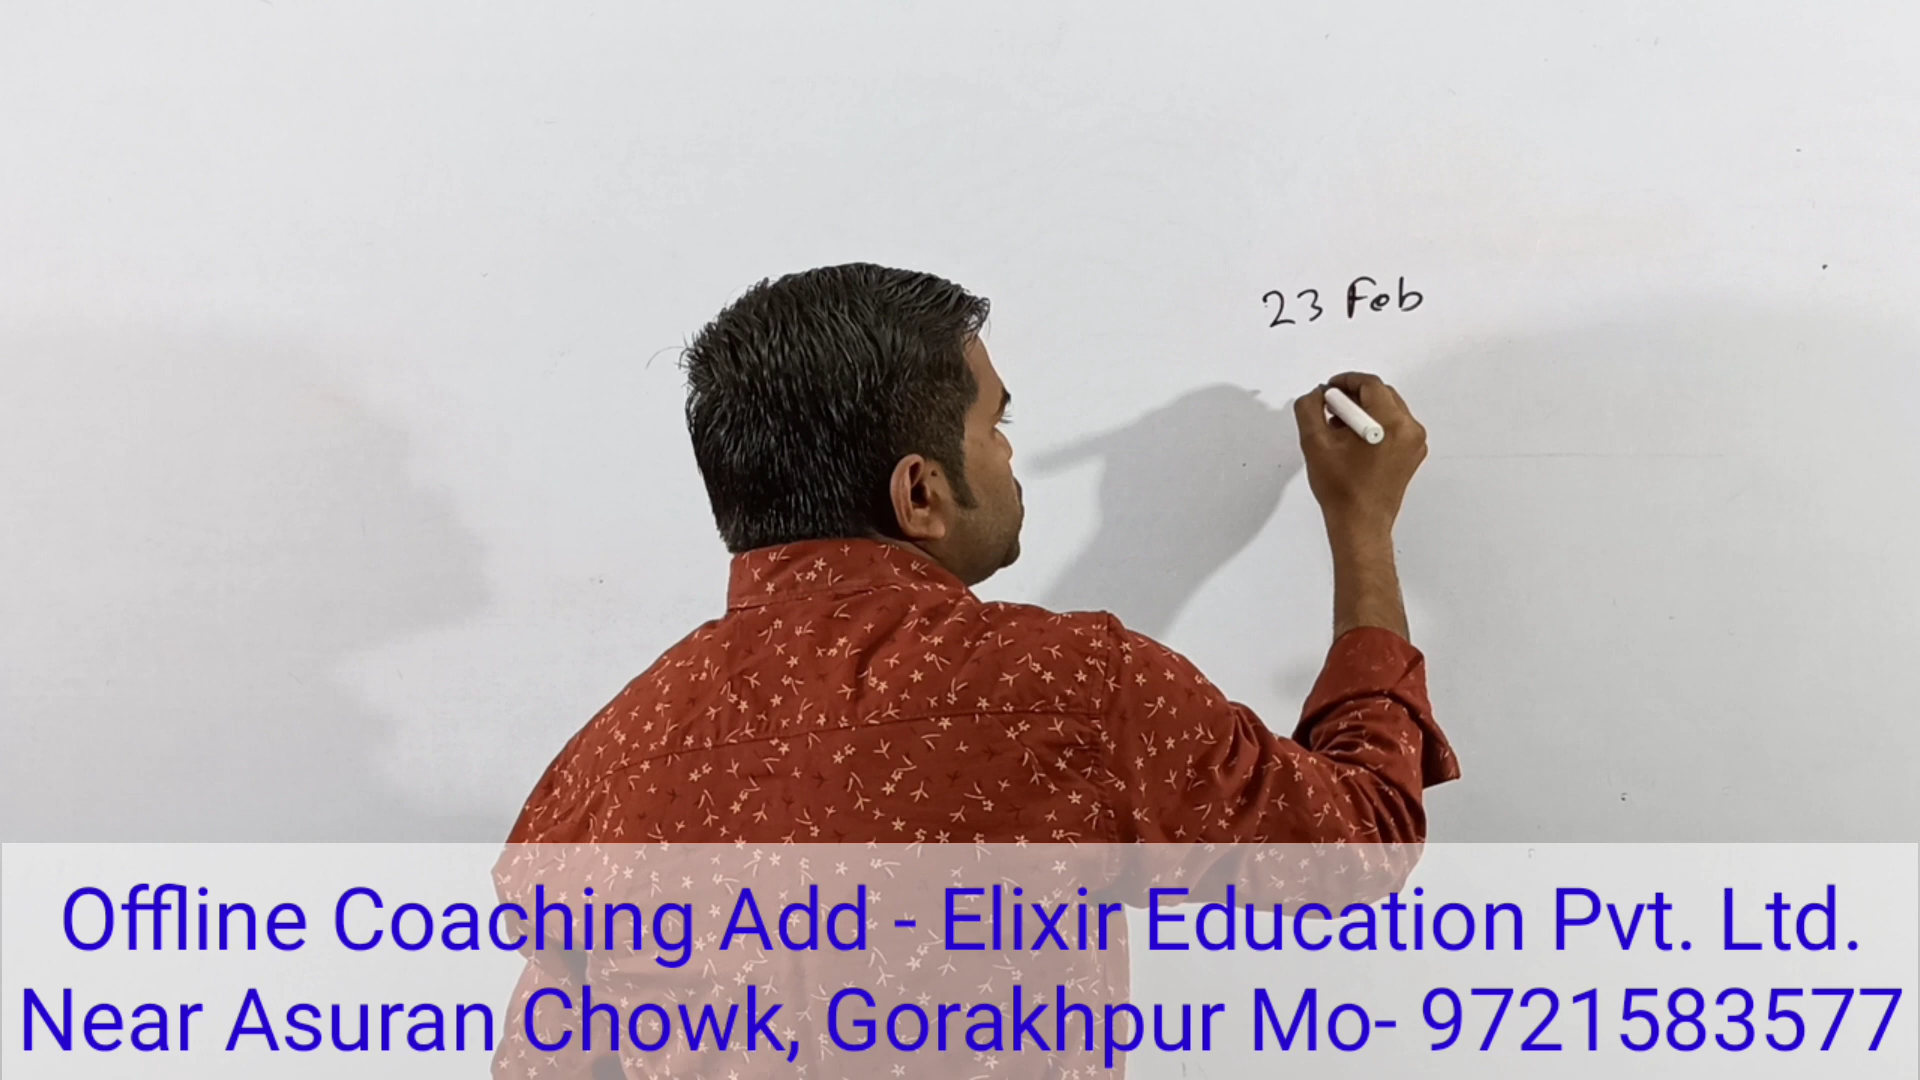 23 Feb
Offline Coaching Add - Elixir Education Pvt. Ltd.
Near Asuran Chowk, Gorakhpur Mo- 9721583577